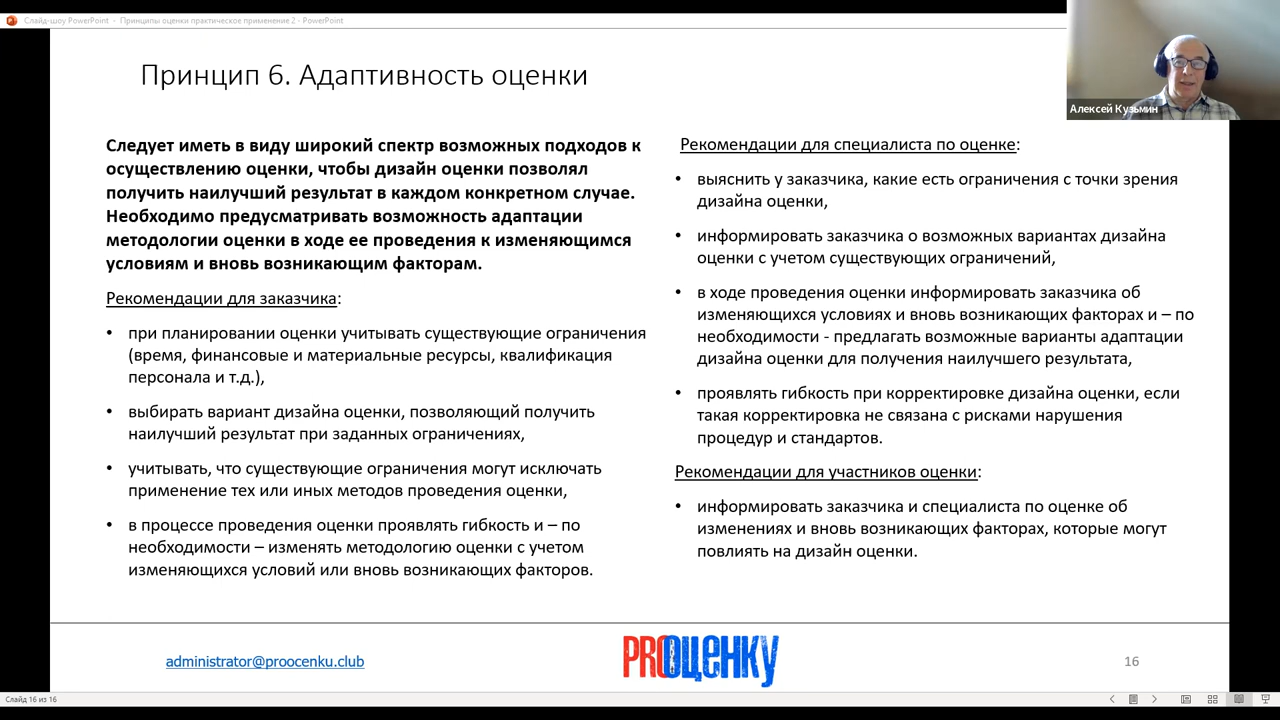 Слайд-шоу PowerPoint - Принципы оценки практическое применение 2 - PowerPoint
Алексей Кузьмин
Принцип 6. Адаптивность оценки
Следует иметь в виду широкий спектр возможных подходов к
осуществлению оценки, чтобы дизайн оценки позволял
получить наилучший результат в каждом конкретном случае.
Необходимо предусматривать возможность адаптации
методологии оценки в ходе ее проведения к изменяющимся
условиям и вновь возникающим факторам.
Рекомендации для заказчика:
• при планировании оценки учитывать существующие ограничения
(время, финансовые и материальные ресурсы, квалификация
персонала и т.д.),
• выбирать вариант дизайна оценки, позволяющий получить
наилучший результат при заданных ограничениях,
• учитывать, что существующие ограничения могут исключать
применение тех или иных методов проведения оценки,
• в процессе проведения оценки проявлять гибкость и – по
необходимости – изменять методологию оценки с учетом
изменяющихся условий или вновь возникающих факторов.
Рекомендации для специалиста по оценке:
• выяснить у заказчика, какие есть ограничения с точки зрения
дизайна оценки,
• информировать заказчика о возможных вариантах дизайна
оценки с учетом существующих ограничений,
• в ходе проведения оценки информировать заказчика об
изменяющихся условиях и вновь возникающих факторах и – по
необходимости - предлагать возможные варианты адаптации
дизайна оценки для получения наилучшего результата,
• проявлять гибкость при корректировке дизайна оценки, если
такая корректировка не связана с рисками нарушения
процедур и стандартов.
Рекомендации для участников оценки:
• информировать заказчика и специалиста по оценке об
изменениях и вновь возникающих факторах, которые могут
повлиять на дизайн оценки.
administrator@proocenku.club
PROОЦЕНКУ
16
Слайд 16 из 16